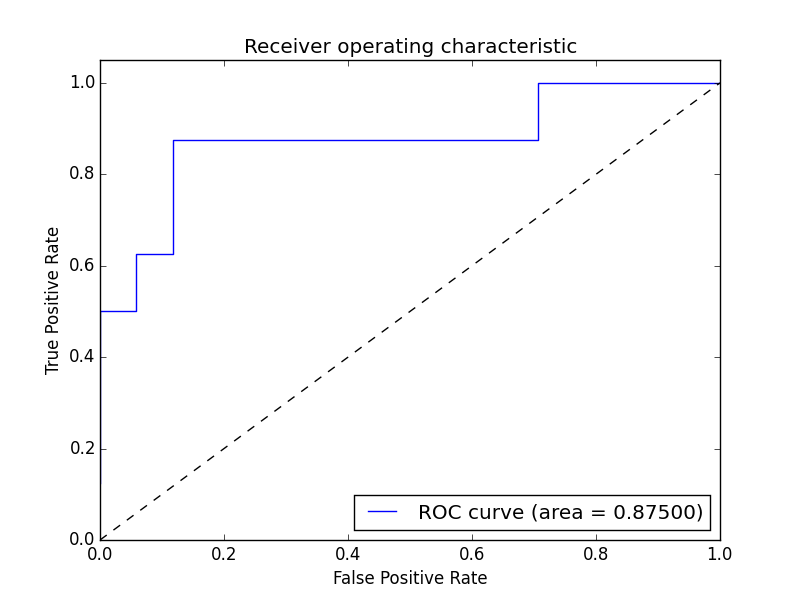 Receiver operating characteristic
1.0
0.8
0.6
0.4
0.2
0.0
True Positive Rate
ROC curve (area = 0.87500)
0.0 0.2 0.4 0.6 0.8 1.0
False Positive Rate